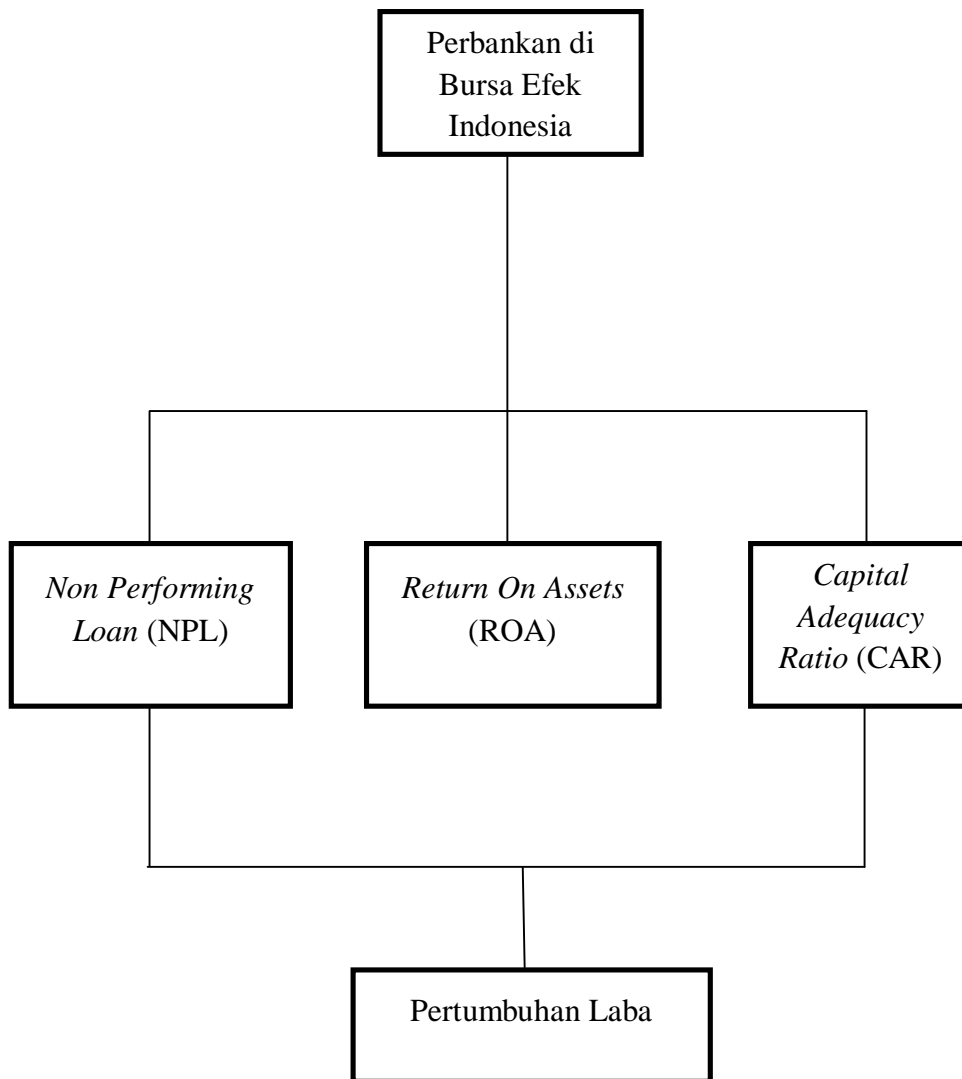 Perbankan di
Bursa Efek
Indonesia
Non Performing
Loan (NPL)
Return On Assets
(ROA)
Capital
Adequacy
Ratio (CAR)
Pertumbuhan Laba